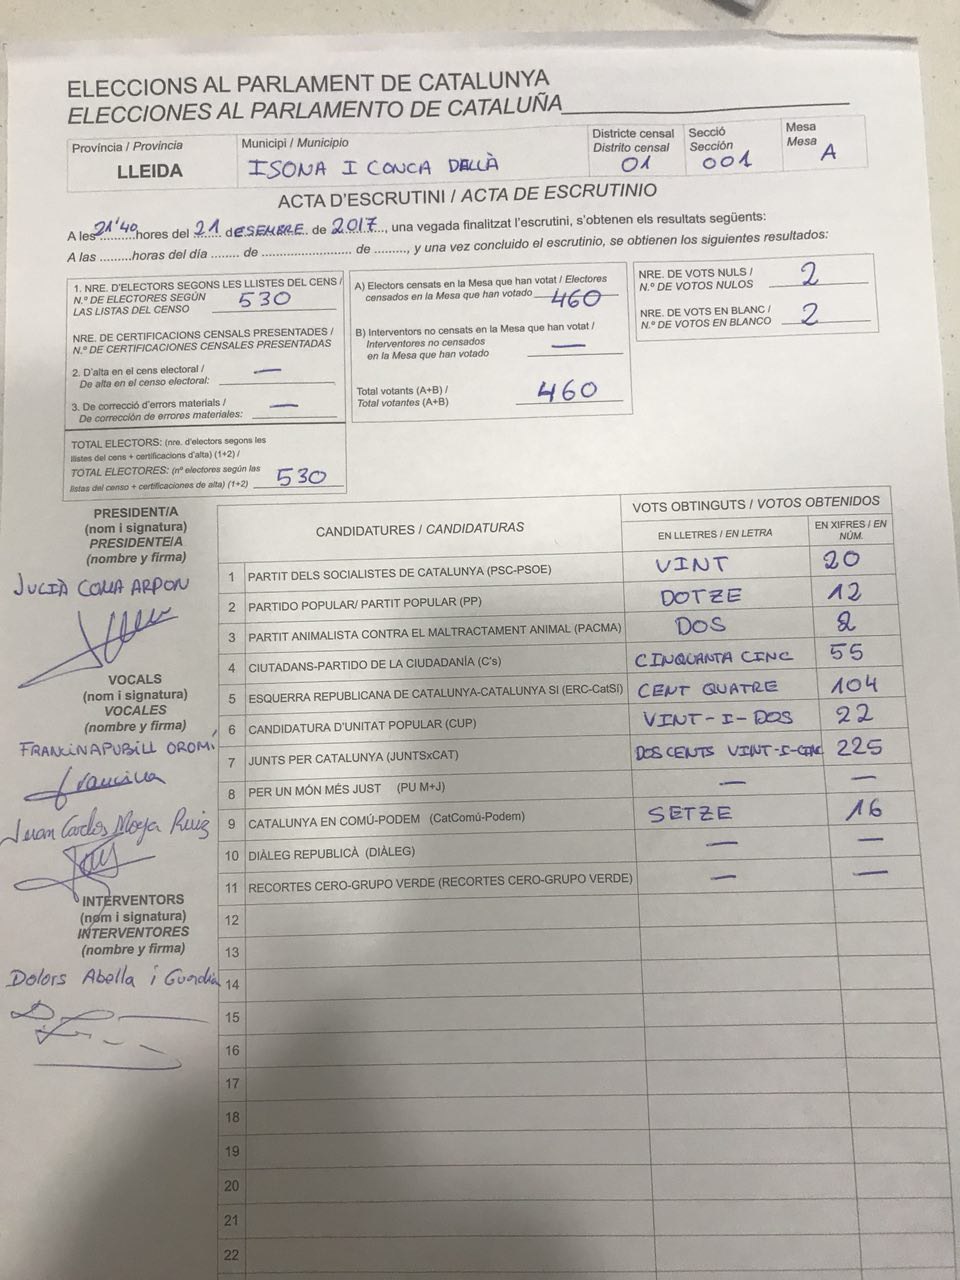 ELECCIONS AL PARLAMENT DE CATALUNYA
ELECCIONES AL PARLAMENTO DE CATALUÑA
Província / Provincia
LLEIDA
Municipi / Municipio
ISONA I CONCA DELLÀ
Districte censal
Distrito censal
01
Secció
Sección
001
Mesa
Mesa
A
ACTA D'ESCRUTINI / ACTA DE ESCRUTINIO
A les 21'40 hores del 21 d ESEMBRE de 2017, una vegada finalitzat l'escrutini, s'obtenen els resultats següents:
A las .........horas del día ....... de ........................ de ........., y una vez concluido el escrutinio, se obtienen los siguientes resultados:
1. NRE. D'ELECTORS SEGONS LES LLISTES DEL CENS /
N.º DE ELECTORES SEGÚN
LAS LISTAS DEL CENSO 530
NRE. DE CERTIFICACIONS CENSALS PRESENTADES /
N.º DE CERTIFICACIONES CENSALES PRESENTADAS
2. D'alta en el cens electoral /
De alta en el censo electoral: —
3. De correcció d'errors materials /
De corrección de errores materiales: —
TOTAL ELECTORS: (nre. d'electors segons les
llistes del cens + certificacions d'alta) (1+2) /
TOTAL ELECTORES: (nº electores según las
listas del censo + certificaciones de alta) (1+2) 530
A) Electors censats en la Mesa que han votat / Electores
censados en la Mesa que han votado 460
B) Interventors no censats en la Mesa que han votat /
Interventores no censados
en la Mesa que han votado —
Total votants (A+B) /
Total votantes (A+B) 460
NRE. DE VOTS NULS /
N.º DE VOTOS NULOS 2
NRE. DE VOTS EN BLANC /
N.º DE VOTOS EN BLANCO 2
PRESIDENT/A
(nom i signatura)
PRESIDENTE/A
(nombre y firma)
JULIÀ COMA ARPON
VOCALS
(nom i signatura)
VOCALES
(nombre y firma)
FRANCINA PUBILL OROMÍ
Francina
Juan Carlos Moya Ruiz
INTERVENTORS
(nom i signatura)
INTERVENTORES
(nombre y firma)
Dolors Abella i Guardia
CANDIDATURES / CANDIDATURAS
VOTS OBTINGUTS / VOTOS OBTENIDOS
EN LLETRES / EN LETRA
EN XIFRES / EN NÚM.
1 PARTIT DELS SOCIALISTES DE CATALUNYA (PSC-PSOE) VINT 20
2 PARTIDO POPULAR/ PARTIT POPULAR (PP) DOTZE 12
3 PARTIT ANIMALISTA CONTRA EL MALTRACTAMENT ANIMAL (PACMA) DOS 2
4 CIUTADANS-PARTIDO DE LA CIUDADANÍA (C's) CINQUANTA CINC 55
5 ESQUERRA REPUBLICANA DE CATALUNYA-CATALUNYA SI (ERC-CatSI) CENT QUATRE 104
6 CANDIDATURA D'UNITAT POPULAR (CUP) VINT-I-DOS 22
7 JUNTS PER CATALUNYA (JUNTSxCAT) DOS CENTS VINT-I-CINC 225
8 PER UN MÓN MÉS JUST (PU M+J) — —
9 CATALUNYA EN COMÚ-PODEM (CatComú-Podem) SETZE 16
10 DIÀLEG REPUBLICÀ (DIÀLEG) — —
11 RECORTES CERO-GRUPO VERDE (RECORTES CERO-GRUPO VERDE) — —
12
13
14
15
16
17
18
19
20
21
22